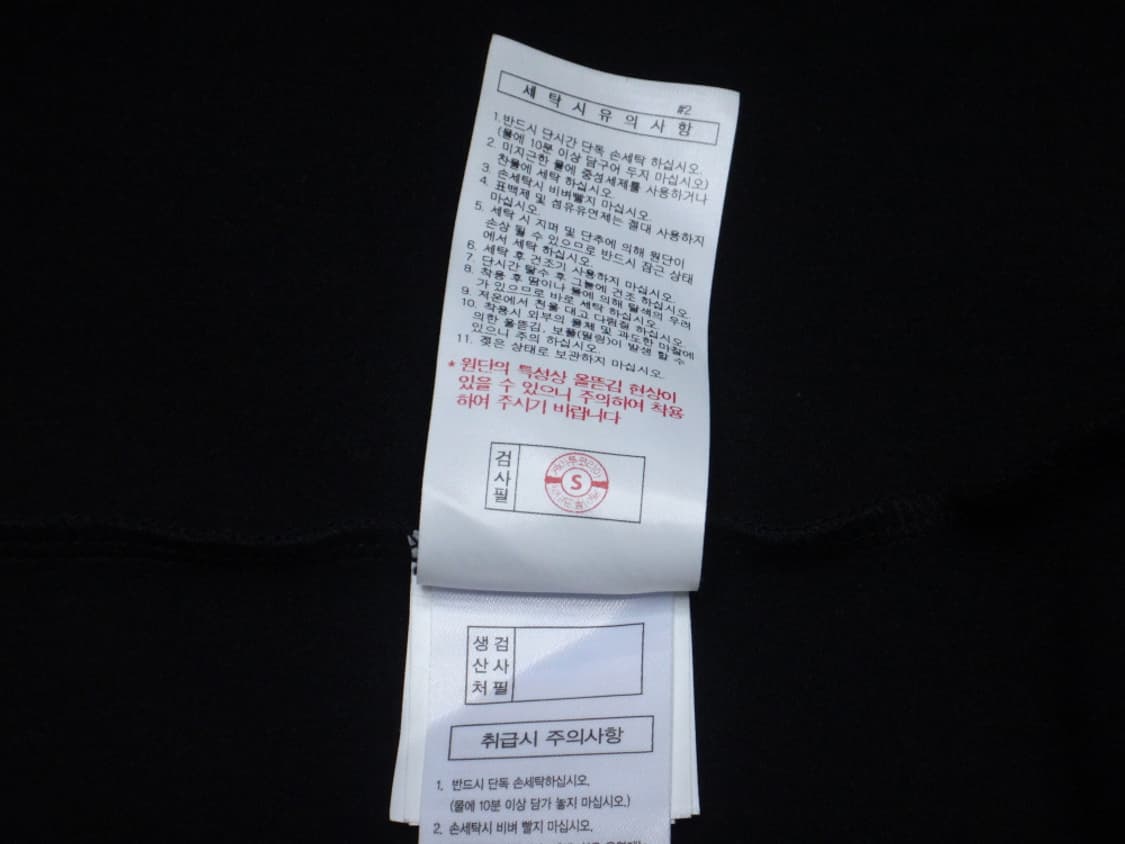 #2
세 탁 시 유 의 사 항
1.반드시 단시간 단독 손세탁 하십시오.
(물에 10분 이상 담구어 두지 마십시오)
2. 미지근한 물에 중성세제를 사용하거나
찬물에 세탁 하십시오.
3. 손세탁시 비벼빨지 마십시오.
4. 표백제 및 섬유유연제는 절대 사용하지
마십시오.
5. 세탁 시 지퍼 및 단추에 의해 원단이
손상 될 수 있으므로 반드시 잠근 상태
에서 세탁 하십시오.
6. 세탁 후 건조기 사용하지 마십시오.
7. 단시간 탈수 후 그늘에 건조 하십시오.
8. 착용 후 땀이나 물에 의해 탈색의 우려
가 있으므로 바로 세탁 하십시오.
9. 저온에서 천을 대고 다림질 하십시오.
10. 착용시 외부의 물체 및 과도한 마찰에
의한 올뜯김, 보풀(필링)이 발생 할 수
있으니 주의 하십시오.
11. 젖은 상태로 보관하지 마십시오.
* 원단의 특성상 올뜯김 현상이
있을 수 있으니 주의하여 착용
하여 주시기 바랍니다
검사필
S
생산처 검사필
취급시 주의사항
1. 반드시 단독 손세탁하십시오.
(물에 10분 이상 담가 놓지 마십시오.)
2. 손세탁시 비벼 빨지 마십시오.